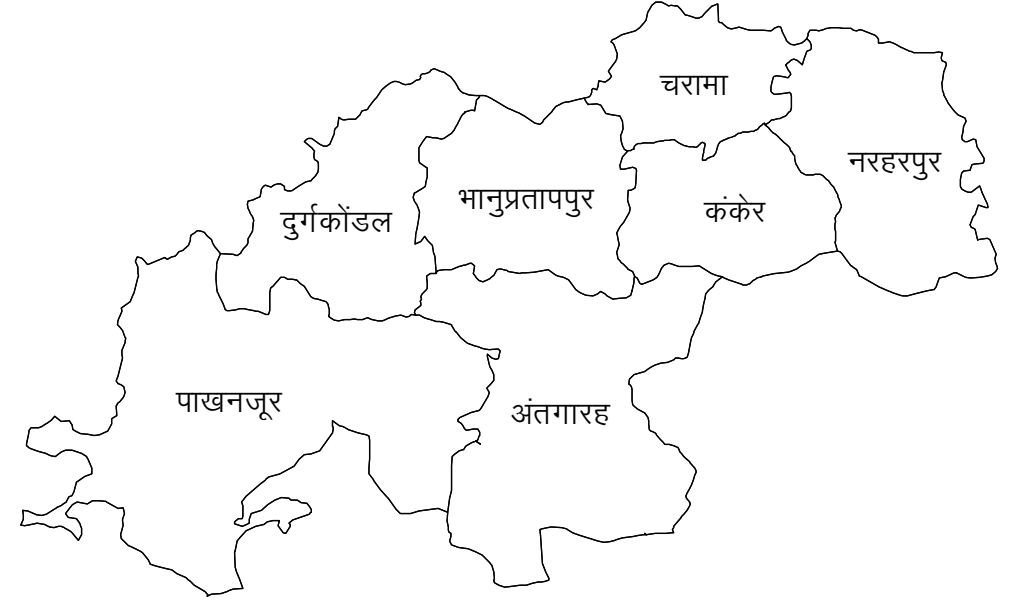 चरामा
नरहरपुर
भानुप्रतापपुर
कंकेर
दुर्गकोंडल
पाखनजूर
अंतगारह